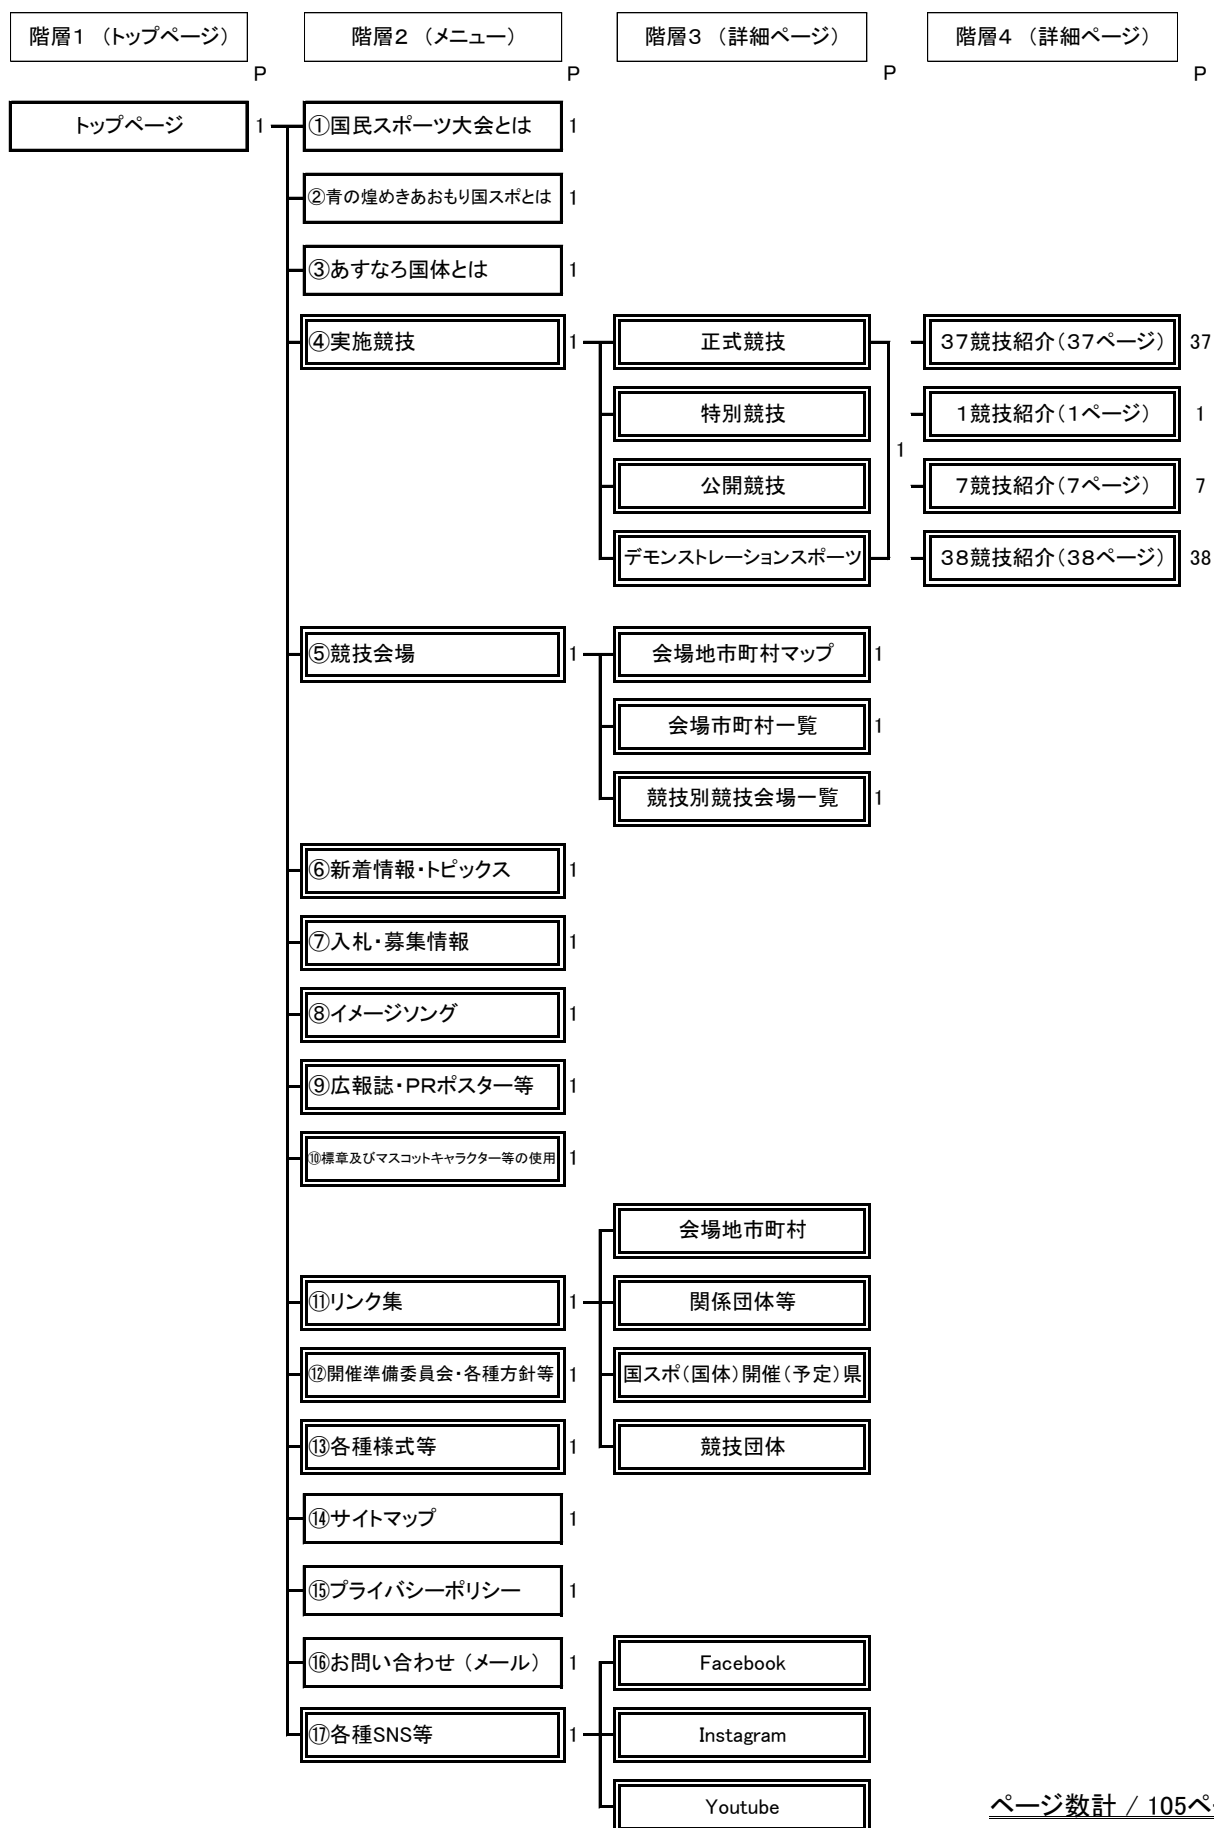 階層1 （トップページ） 階層2 （メニュー） 階層3 （詳細ページ） 階層4 （詳細ページ）
P P P P
トップページ 1 ①国民スポーツ大会とは 1
②青の煌めきあおもり国スポとは 1
③あすなろ国体とは 1
④実施競技 1 正式競技 37競技紹介（37ページ） 37
特別競技 1競技紹介（1ページ） 1
1
公開競技 7競技紹介（7ページ） 7
デモンストレーションスポーツ 38競技紹介（38ページ） 38
⑤競技会場 1 会場地市町村マップ 1
会場市町村一覧 1
競技別競技会場一覧 1
⑥新着情報・トピックス 1
⑦入札・募集情報 1
⑧イメージソング 1
⑨広報誌・PRポスター等 1
⑩標章及びマスコットキャラクター等の使用 1
会場地市町村
⑪リンク集 1 関係団体等
⑫開催準備委員会・各種方針等 1 国スポ（国体）開催（予定）県
⑬各種様式等 1 競技団体
⑭サイトマップ 1
⑮プライバシーポリシー 1
⑯お問い合わせ（メール） 1 Facebook
⑰各種SNS等 1 Instagram
Youtube
ページ数計 / 105ペ